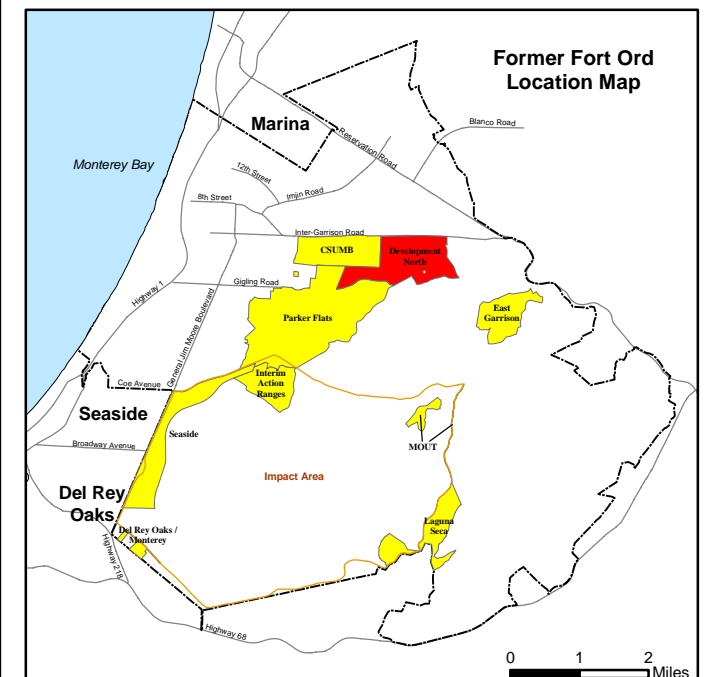 Former Fort Ord
Location Map
Marina
Blanco Road
Reservation Road
Monterey Bay
12th Street
Imjin Road
8th Street
Inter-Garrison Road
CSUMB
Development
North
Gigling Road
Highway 1
General Jim Moore Boulevard
East
Garrison
Parker Flats
Interim
Action
Ranges
Coe Avenue
Seaside
Seaside
Broadway Avenue
MOUT
Impact Area
Del Rey
Oaks
Laguna
Seca
Del Rey Oaks /
Monterey
Highway 218
Highway 68
0 1 2
Miles